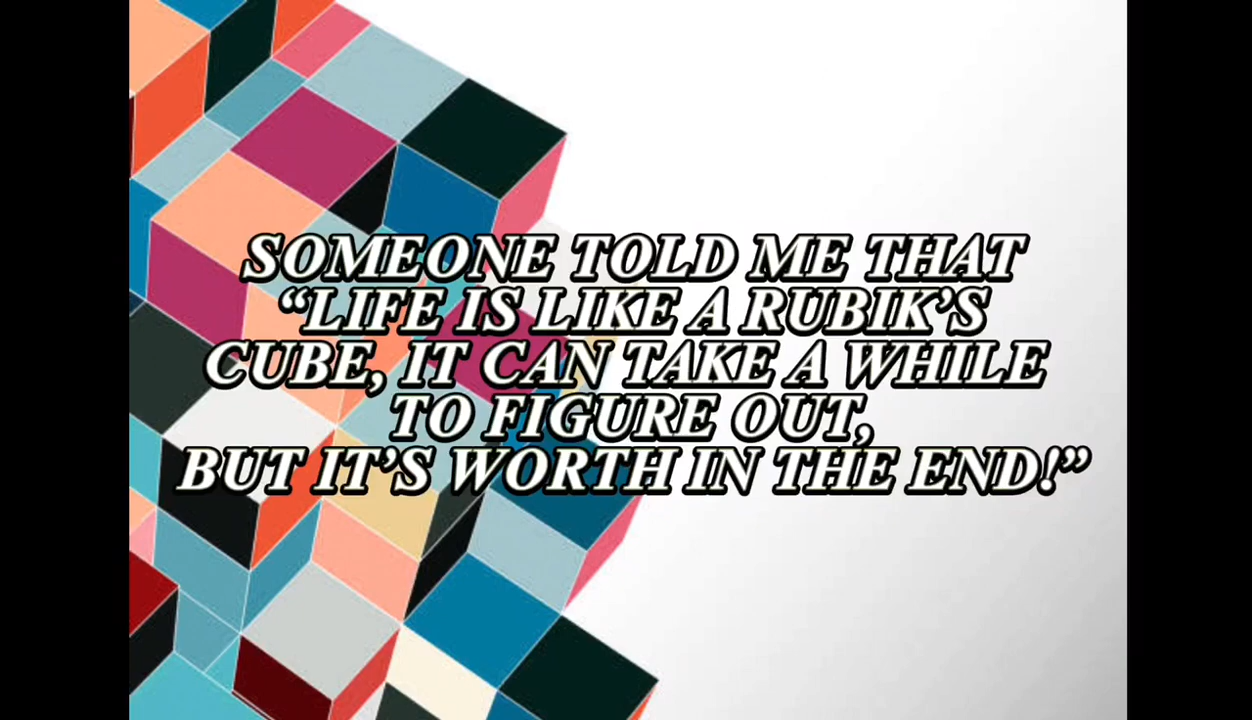 SOMEONE TOLD ME THAT
“LIFE IS LIKE A RUBIK’S
CUBE, IT CAN TAKE A WHILE
TO FIGURE OUT,
BUT IT’S WORTH IN THE END!”